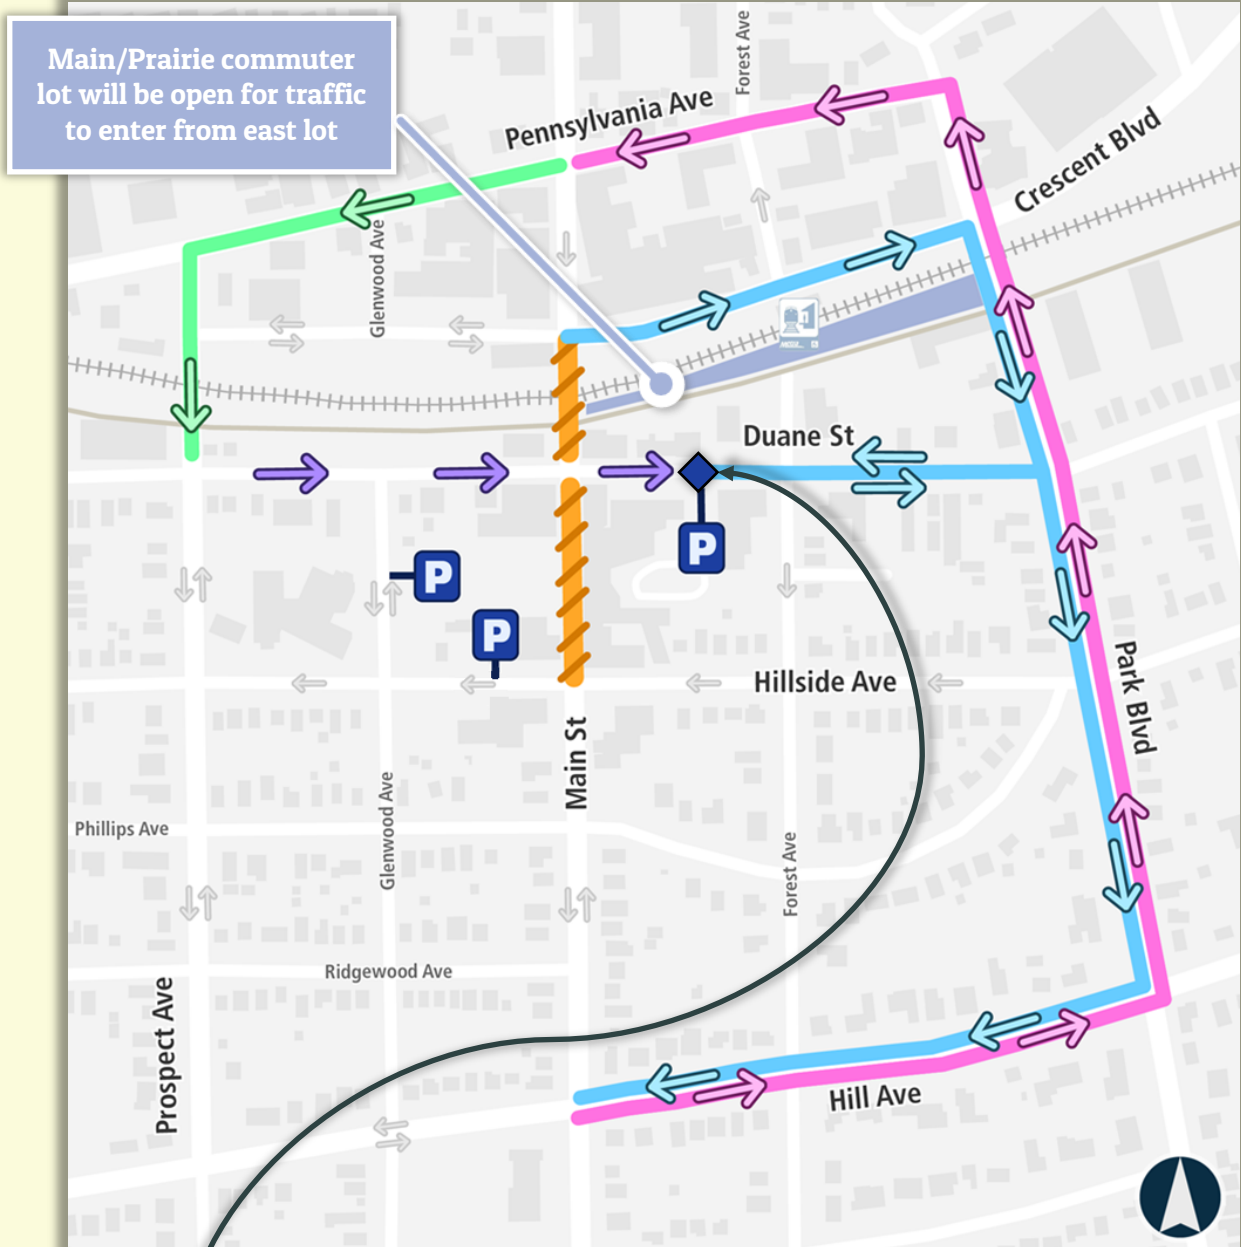 Main/Prairie commuter
lot will be open for traffic
to enter from east lot
Forest Ave
Pennsylvania Ave
Crescent Blvd
Glenwood Ave
Duane St
P
P
P
Hillside Ave
Park Blvd
Main St
Phillips Ave
Glenwood Ave
Forest Ave
Ridgewood Ave
Prospect Ave
Hill Ave